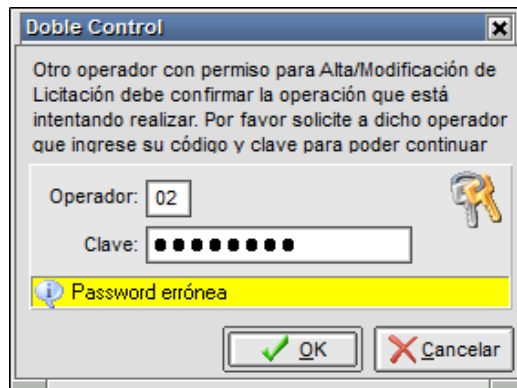 Doble Control
Otro operador con permiso para Alta/Modificación de
Licitación debe confirmar la operación que está
intentando realizar. Por favor solicite a dicho operador
que ingrese su código y clave para poder continuar
Operador: 02
Clave: ●●●●●●●●
Password errónea
OK Cancelar